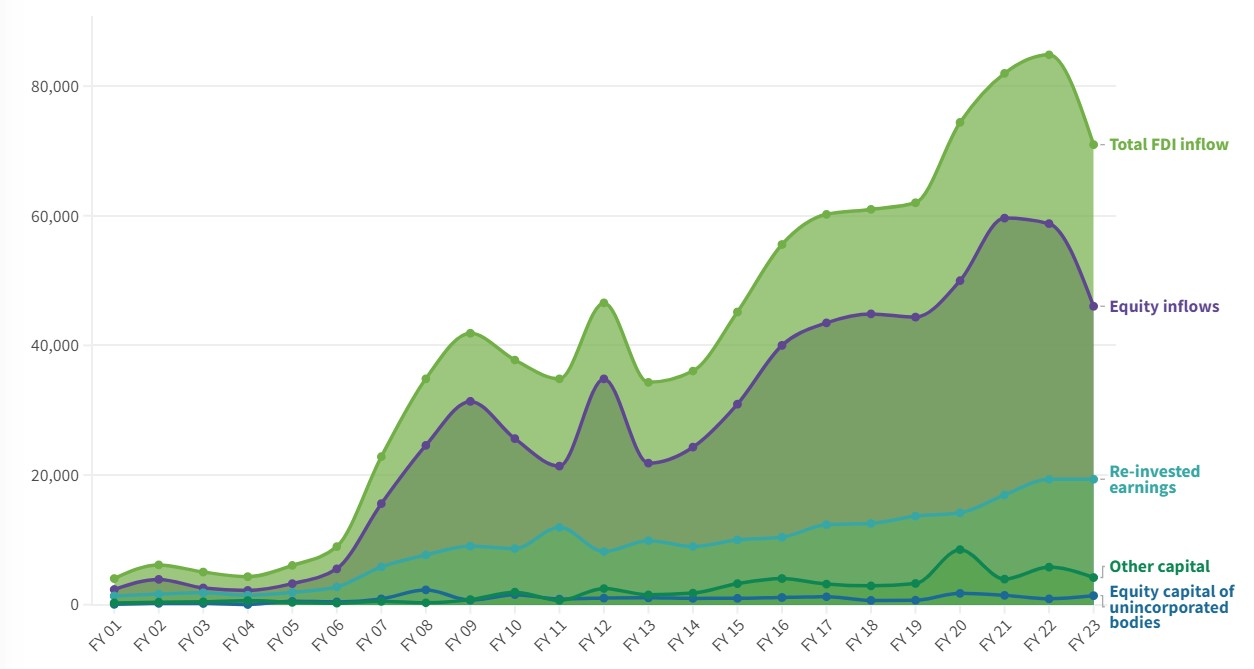 80,000
60,000
40,000
20,000
0
Total FDI inflow
Equity inflows
Re-invested
earnings
Other capital
Equity capital of
unincorporated
bodies
FY 01
FY 02
FY 03
FY 04
FY 05
FY 06
FY 07
FY 08
FY 09
FY 10
FY 11
FY 12
FY 13
FY 14
FY 15
FY 16
FY 17
FY 18
FY 19
FY 20
FY 21
FY 22
FY 23